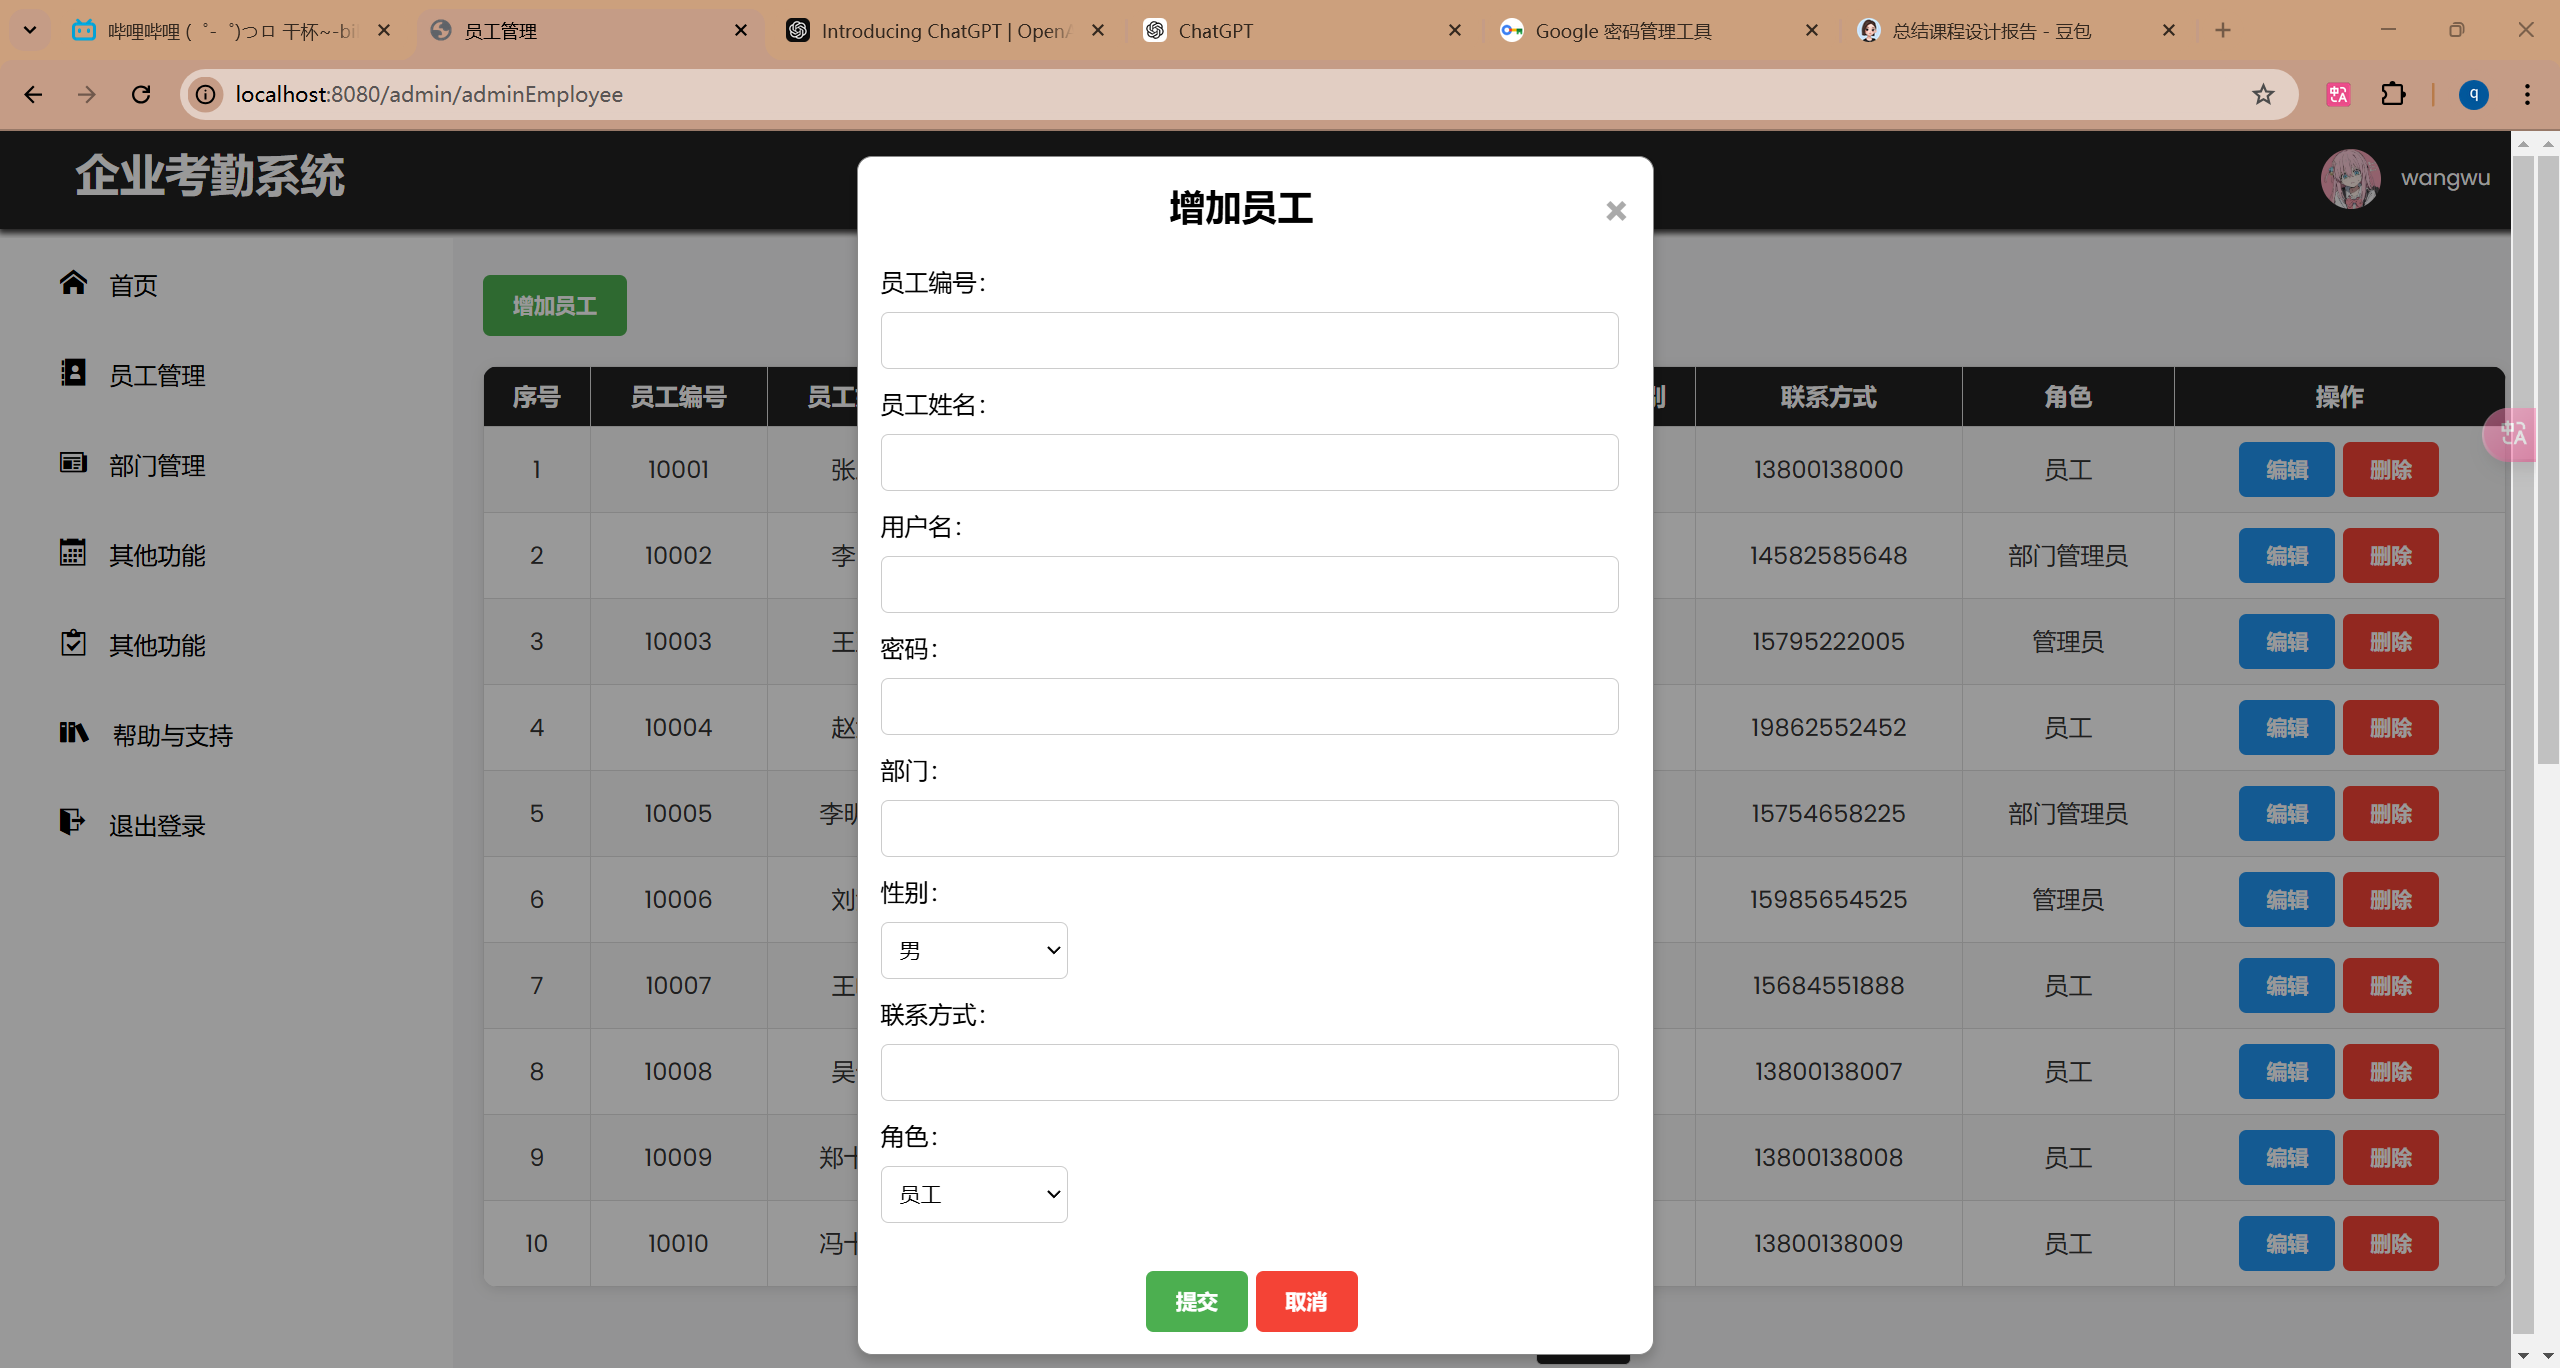 哔哩哔哩 (゜-゜)つロ 干杯~-bi
员工管理
Introducing ChatGPT | OpenA
ChatGPT
Google 密码管理工具
总结课程设计报告 - 豆包
localhost:8080/admin/adminEmployee
q
企业考勤系统
wangwu
首页
员工管理
部门管理
其他功能
其他功能
帮助与支持
退出登录
增加员工
序号 员工编号 员工 别 联系方式 角色 操作
1 10001 张 13800138000 员工 编辑 删除
2 10002 李 14582585648 部门管理员 编辑 删除
3 10003 王 15795222005 管理员 编辑 删除
4 10004 赵 19862552452 员工 编辑 删除
5 10005 李明 15754658225 部门管理员 编辑 删除
6 10006 刘 15985654525 管理员 编辑 删除
7 10007 王 15684551888 员工 编辑 删除
8 10008 吴 13800138007 员工 编辑 删除
9 10009 郑十 13800138008 员工 编辑 删除
10 10010 冯十 13800138009 员工 编辑 删除
增加员工
员工编号：
员工姓名：
用户名：
密码：
部门：
性别：
男
联系方式：
角色：
员工
提交 取消